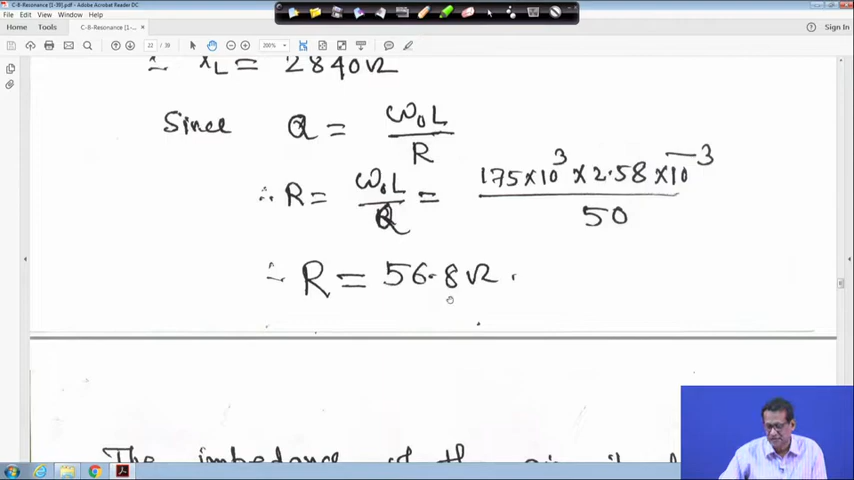 C-8-Resonance [1-39].pdf - Adobe Acrobat Reader DC
File Edit View Window Help
Home Tools C-8-Resonance [1-... × Sign In
22 / 39 200%
∴ XL = 2840Ω
Since Q = ω₀L / R
∴ R = ω₀L / Q = 175×10³ × 2.58 ×10⁻³ / 50
∴ R = 56.8Ω.
The impedance of the circuit